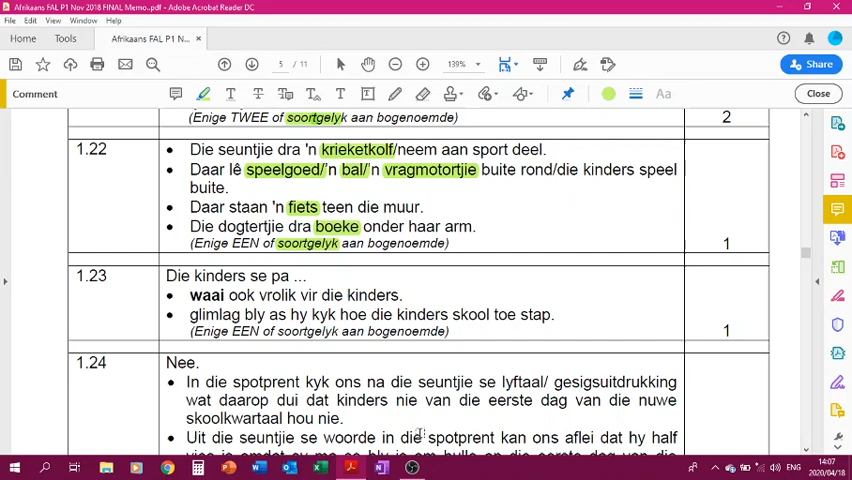 Afrikaans FAL P1 Nov 2018 FINAL Memo..pdf - Adobe Acrobat Reader DC
File Edit View Window Help
Home Tools Afrikaans FAL P1 N... × Share
5 / 11 139%
Comment Aa Close
(Enige TWEE of soortgelyk aan bogenoemde) 2
1.22 • Die seuntjie dra 'n krieketkolf/neem aan sport deel.
• Daar lê speelgoed/'n bal/'n vragmotortjie buite rond/die kinders speel
buite.
• Daar staan 'n fiets teen die muur.
• Die dogtertjie dra boeke onder haar arm.
(Enige EEN of soortgelyk aan bogenoemde) 1
1.23 Die kinders se pa ...
• waai ook vrolik vir die kinders.
• glimlag bly as hy kyk hoe die kinders skool toe stap.
(Enige EEN of soortgelyk aan bogenoemde) 1
1.24 Nee.
• In die spotprent kyk ons na die seuntjie se lyftaal/ gesigsuitdrukking
wat daarop dui dat kinders nie van die eerste dag van die nuwe
skoolkwartaal hou nie.
• Uit die seuntjie se woorde in die spotprent kan ons aflei dat hy half
ENG 14:07
2020/04/18